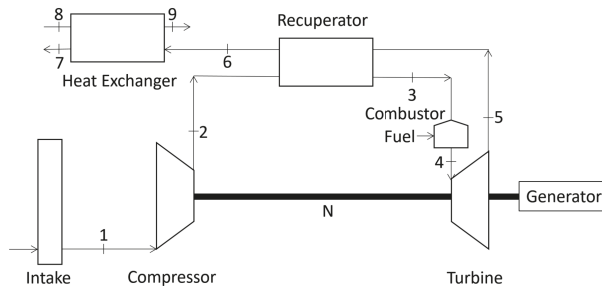 8
9
Recuperator
7
Heat Exchanger
6
3
Combustor
Fuel
2
5
4
Generator
N
1
Intake
Compressor
Turbine